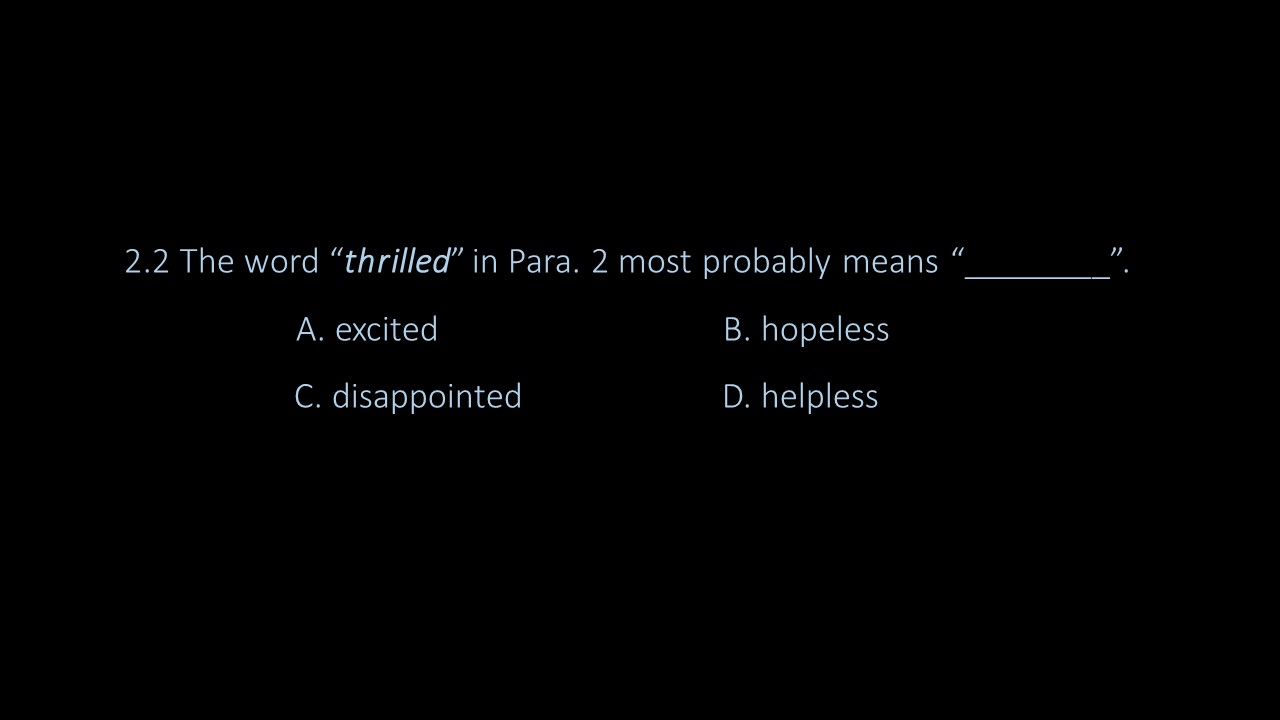 2.2 The word “thrilled” in Para. 2 most probably means “________”.
A. excited B. hopeless
C. disappointed D. helpless